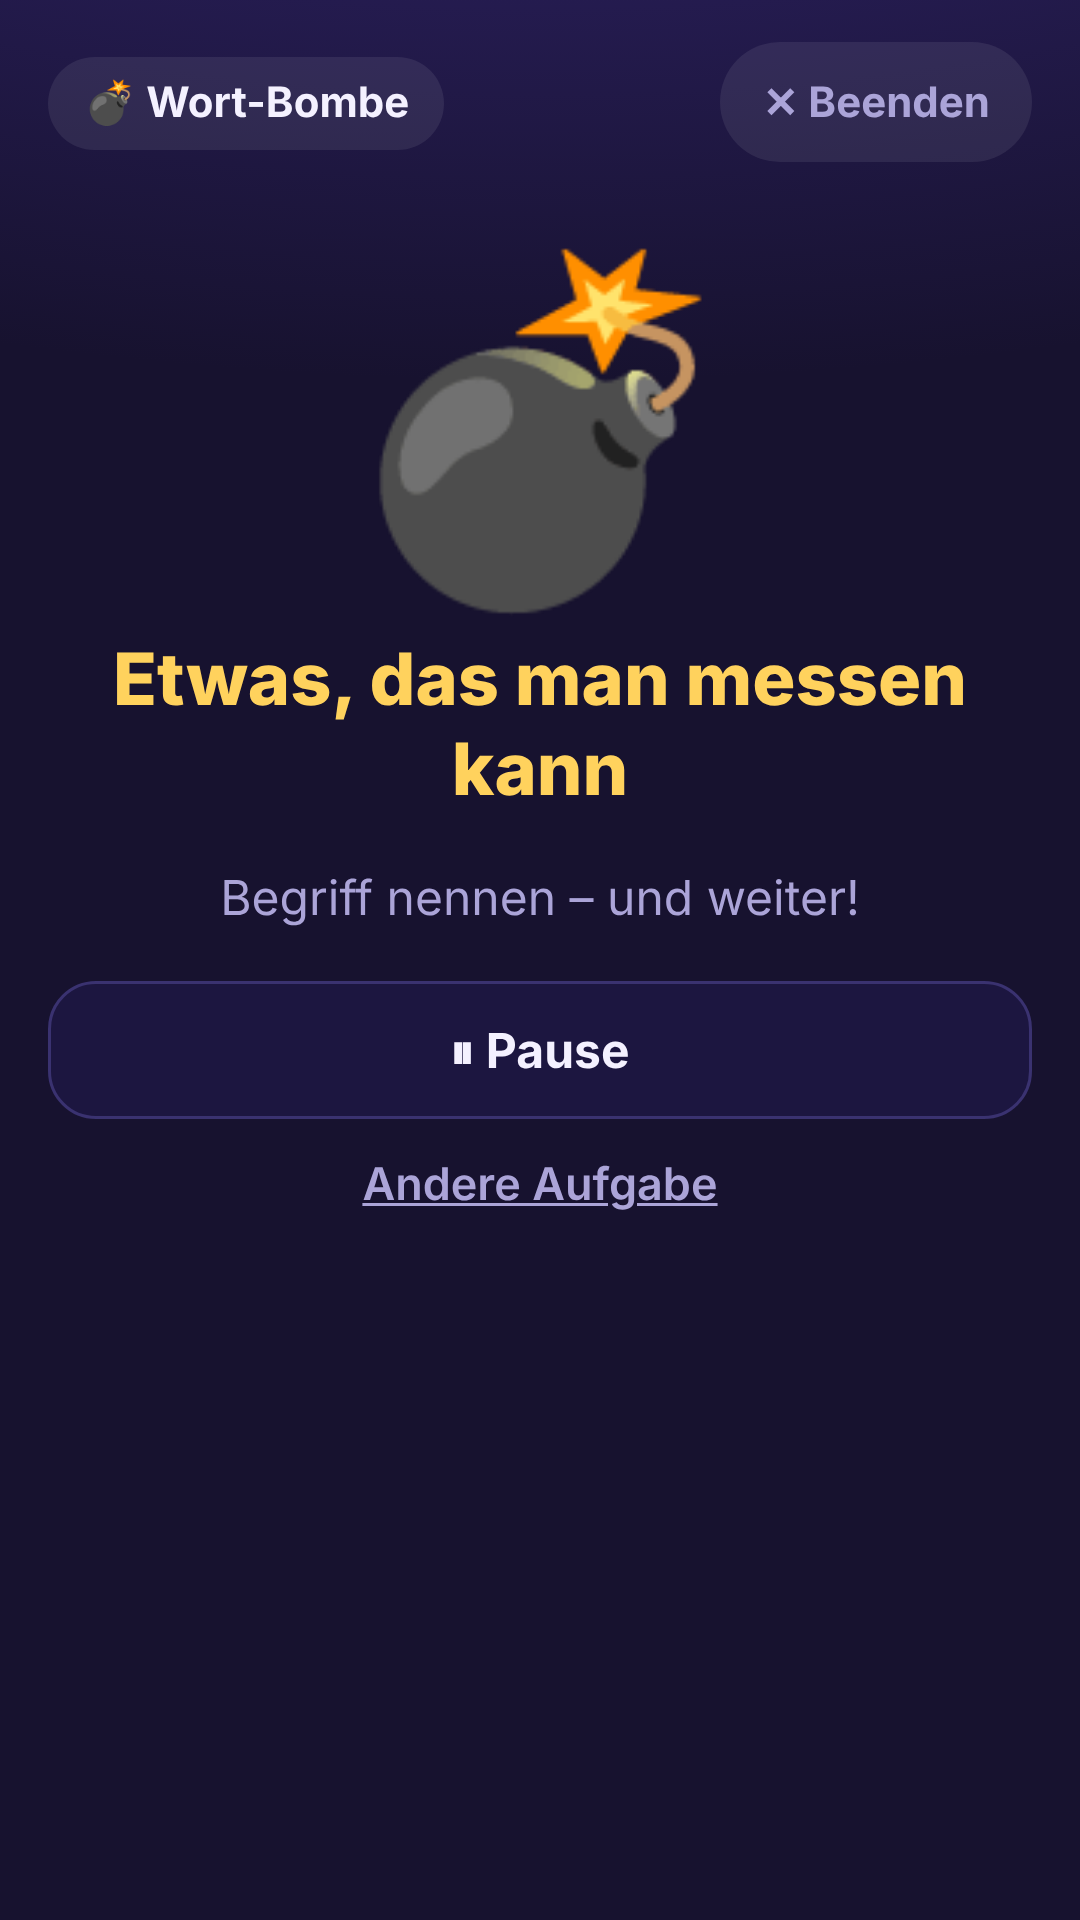 💣 Wort-Bombe
✕ Beenden
Etwas, das man messen
kann
Begriff nennen – und weiter!
⏸ Pause
Andere Aufgabe